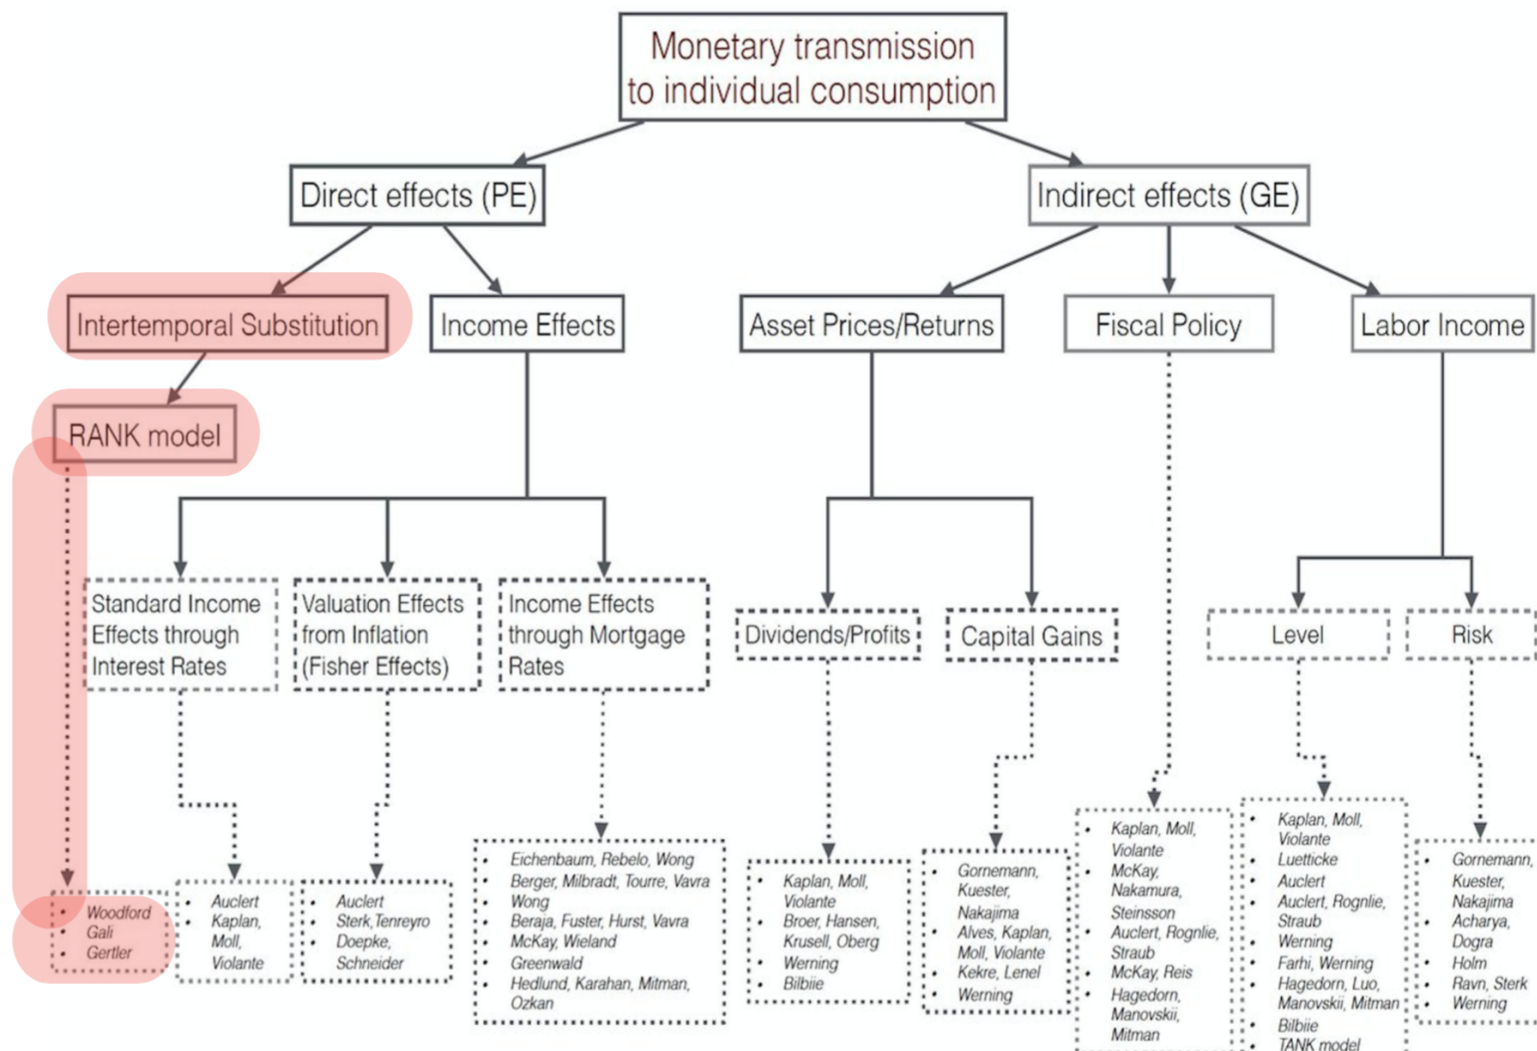 Monetary transmission
to individual consumption
Direct effects (PE)
Indirect effects (GE)
Intertemporal Substitution
Income Effects
Asset Prices/Returns
Fiscal Policy
Labor Income
RANK model
Standard Income
Effects through
Interest Rates
Valuation Effects
from Inflation
(Fisher Effects)
Income Effects
through Mortgage
Rates
Dividends/Profits
Capital Gains
Level
Risk
• Woodford
• Gali
• Gertler
• Auclert
• Kaplan,
Moll,
Violante
• Auclert
• Sterk,Tenreyro
• Doepke,
Schneider
• Eichenbaum, Rebelo, Wong
• Berger, Milbradt, Tourre, Vavra
• Wong
• Beraja, Fuster, Hurst, Vavra
• McKay, Wieland
• Greenwald
• Hedlund, Karahan, Mitman,
Ozkan
• Kaplan, Moll,
Violante
• Broer, Hansen,
Krusell, Oberg
• Werning
• Bilbiie
• Gornemann,
Kuester,
Nakajima
• Alves, Kaplan,
Moll, Violante
• Kekre, Lenel
• Werning
• Kaplan, Moll,
Violante
• McKay,
Nakamura,
Steinsson
• Auclert, Rognlie,
Straub
• McKay, Reis
• Hagedorn,
Manovskii,
Mitman
• Kaplan, Moll,
Violante
• Luetticke
• Auclert
• Auclert, Rognlie,
Straub
• Werning
• Farhi, Werning
• Hagedorn, Luo,
Manovskii, Mitman
• Bilbiie
• TANK model
• Gornemann,
Kuester,
Nakajima
• Acharya,
Dogra
• Holm
• Ravn, Sterk
• Werning